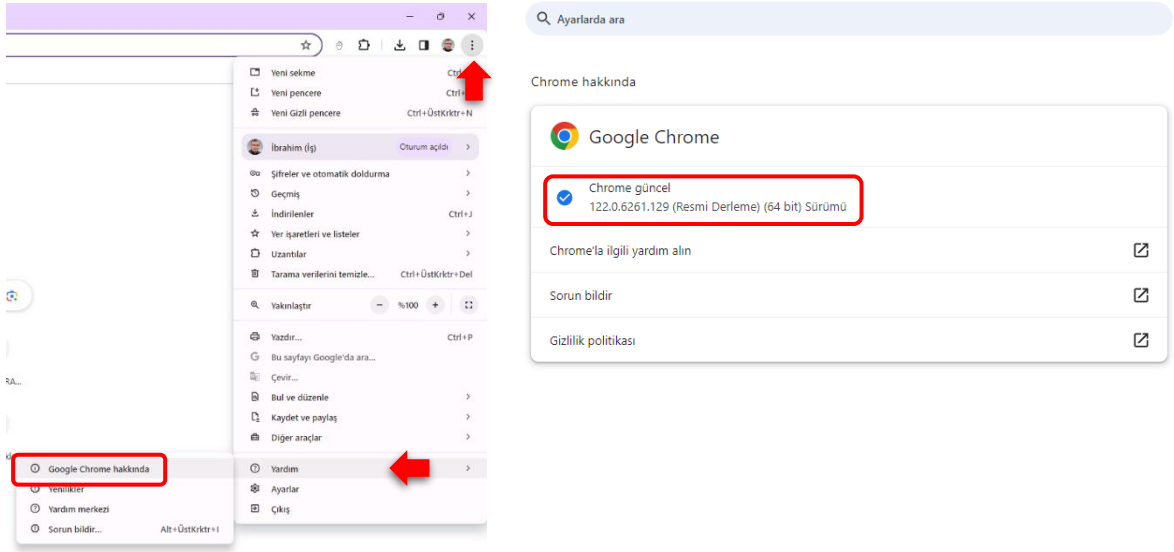 Yeni sekme
Yeni pencere
Yeni Gizli pencere Ctrl+ÜstKrktr+N
İbrahim (İş) Oturum açıldı
Şifreler ve otomatik doldurma
Geçmiş
İndirilenler Ctrl+J
Yer işaretleri ve listeler
Uzantılar
Tarama verilerini temizle... Ctrl+ÜstKrktr+Del
Yakınlaştır − %100 +
Yazdır... Ctrl+P
Bu sayfayı Google'da ara...
Çevir...
Bul ve düzenle
Kaydet ve paylaş
Diğer araçlar
Yardım
Ayarlar
Çıkış
Google Chrome hakkında
Yenilikler
Yardım merkezi
Sorun bildir... Alt+ÜstKrktr+I
Ayarlarda ara
Chrome hakkında
Google Chrome
Chrome güncel
122.0.6261.129 (Resmi Derleme) (64 bit) Sürümü
Chrome'la ilgili yardım alın
Sorun bildir
Gizlilik politikası